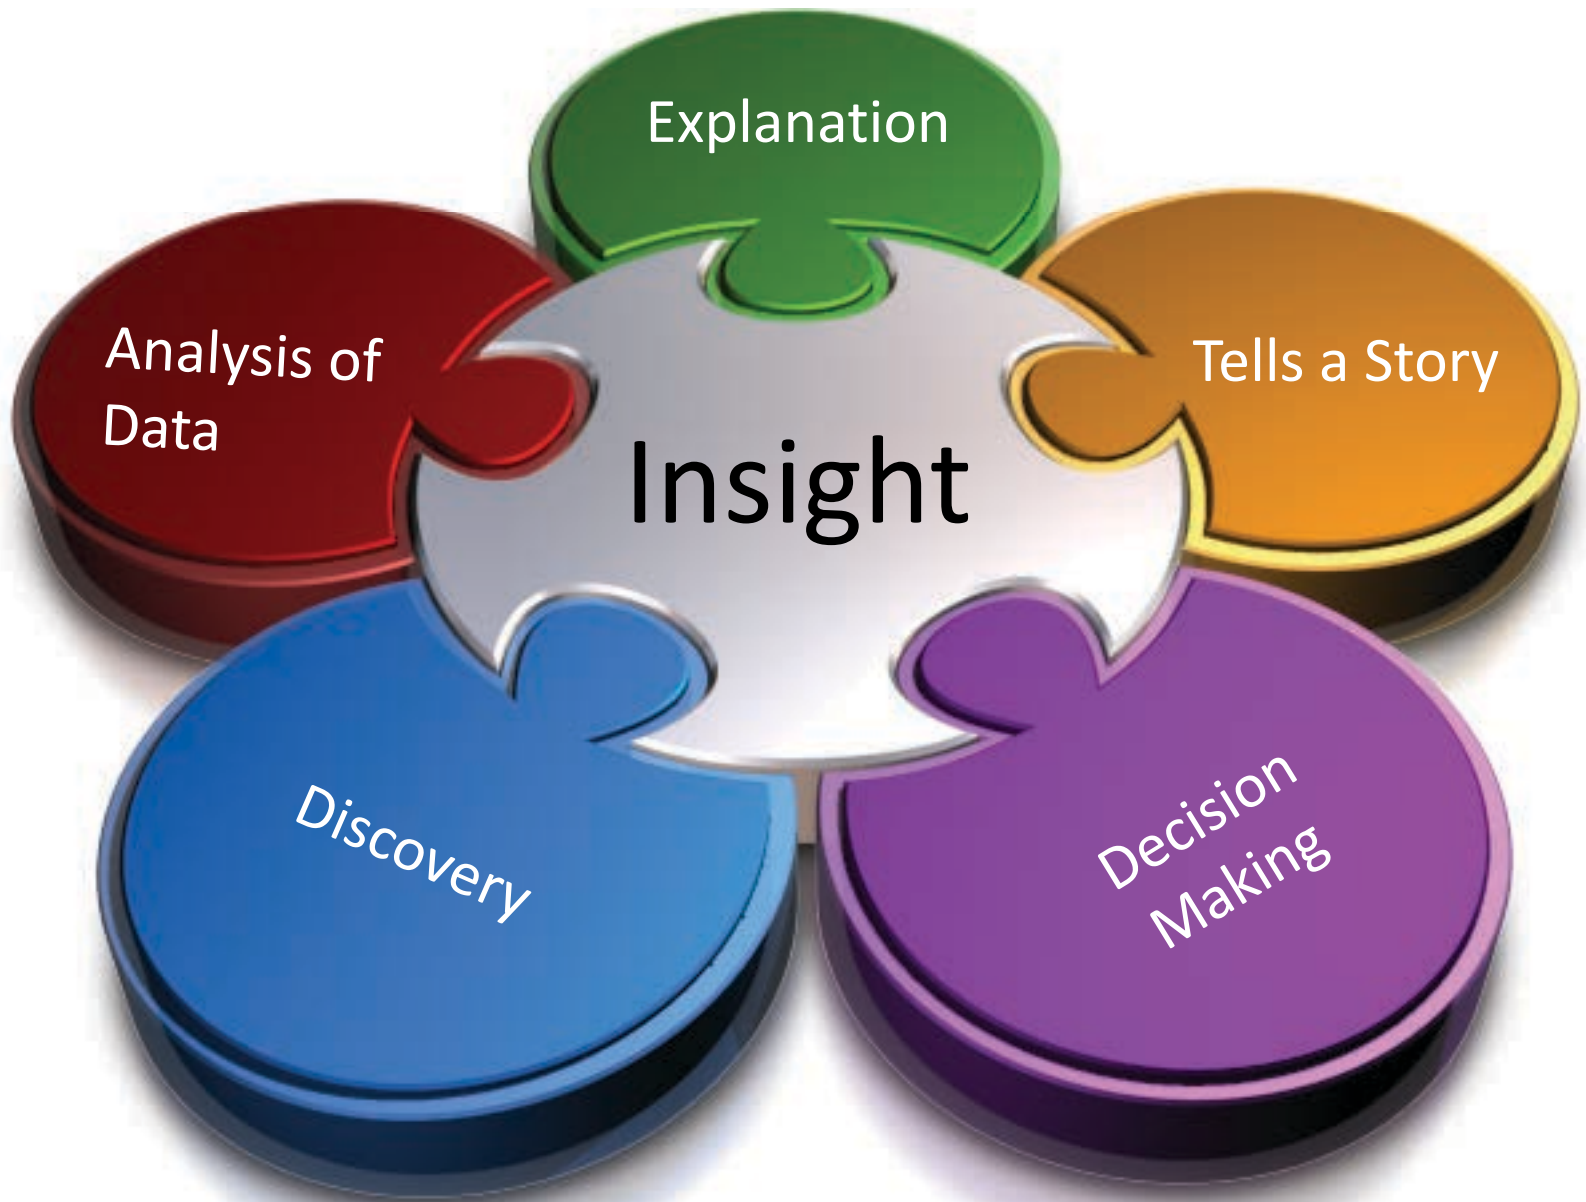 Explanation
Analysis of
Data
Tells a Story
Insight
Discovery
Decision
Making